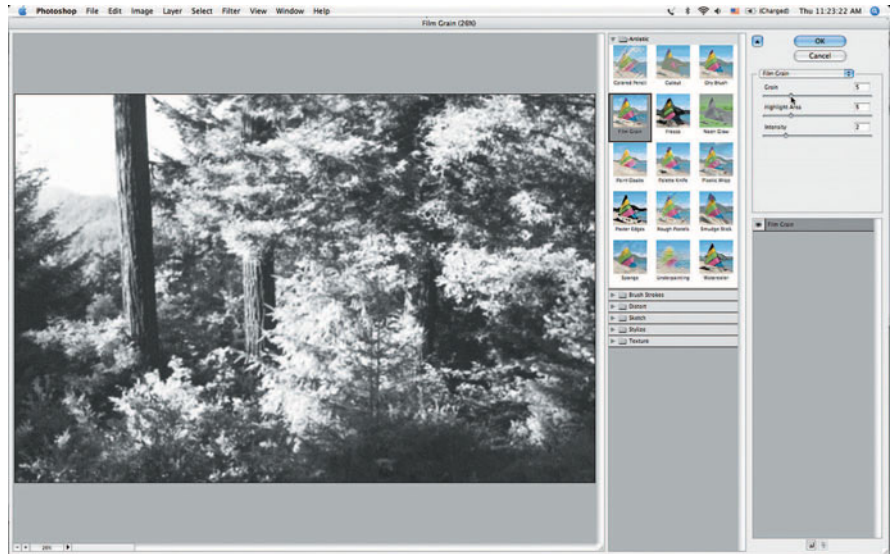 Photoshop File Edit Image Layer Select Filter View Window Help
(Charged) Thu 11:23:22 AM
Film Grain (26%)
Artistic
Colored Pencil Cutout Dry Brush
Film Grain Fresco Neon Glow
Paint Daubs Palette Knife Plastic Wrap
Poster Edges Rough Pastels Smudge Stick
Sponge Underpainting Watercolor
Brush Strokes
Distort
Sketch
Stylize
Texture
OK
Cancel
Film Grain
Grain 5
Highlight Area 5
Intensity 2
Film Grain
26%